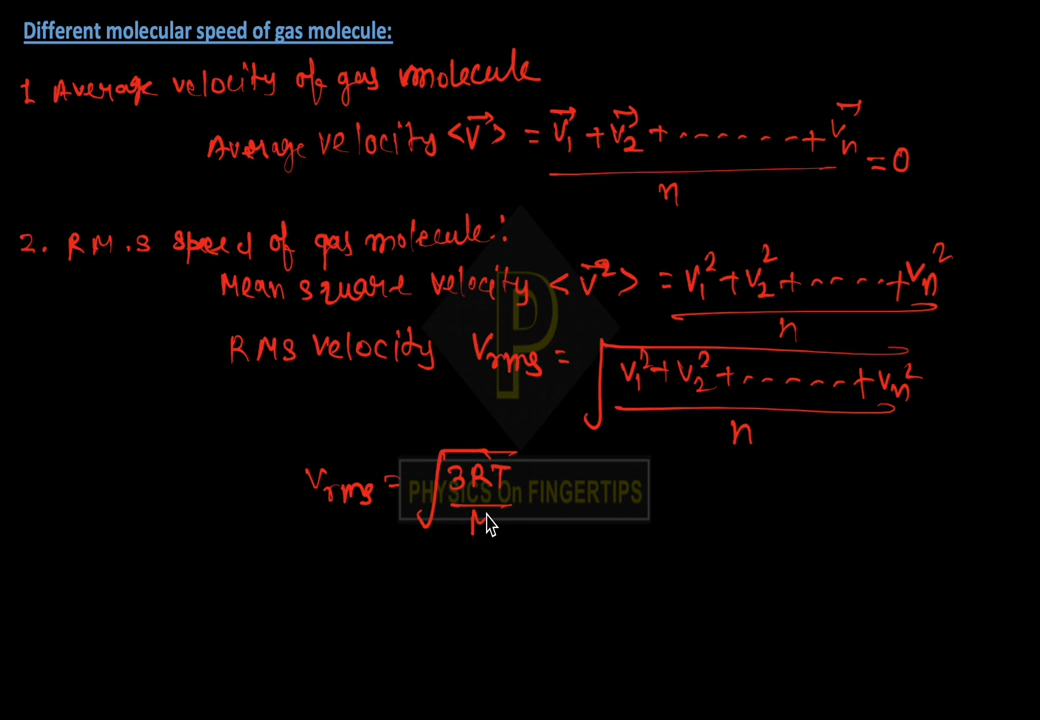 Different molecular speed of gas molecule:
1 Average velocity of gas molecule
Average velocity <v⃗> = (v⃗₁ + v⃗₂ + ....... + v⃗ₙ)/n = 0
2. R.M.S speed of gas molecule:
Mean square velocity <v⃗²> = (v₁² + v₂² + ..... + vₙ²)/n
RMS velocity Vrms = √((v₁² + v₂² + ...... + vₙ²)/n)
Vrms = √(3RT/M)
PHYSICS On FINGERTIPS